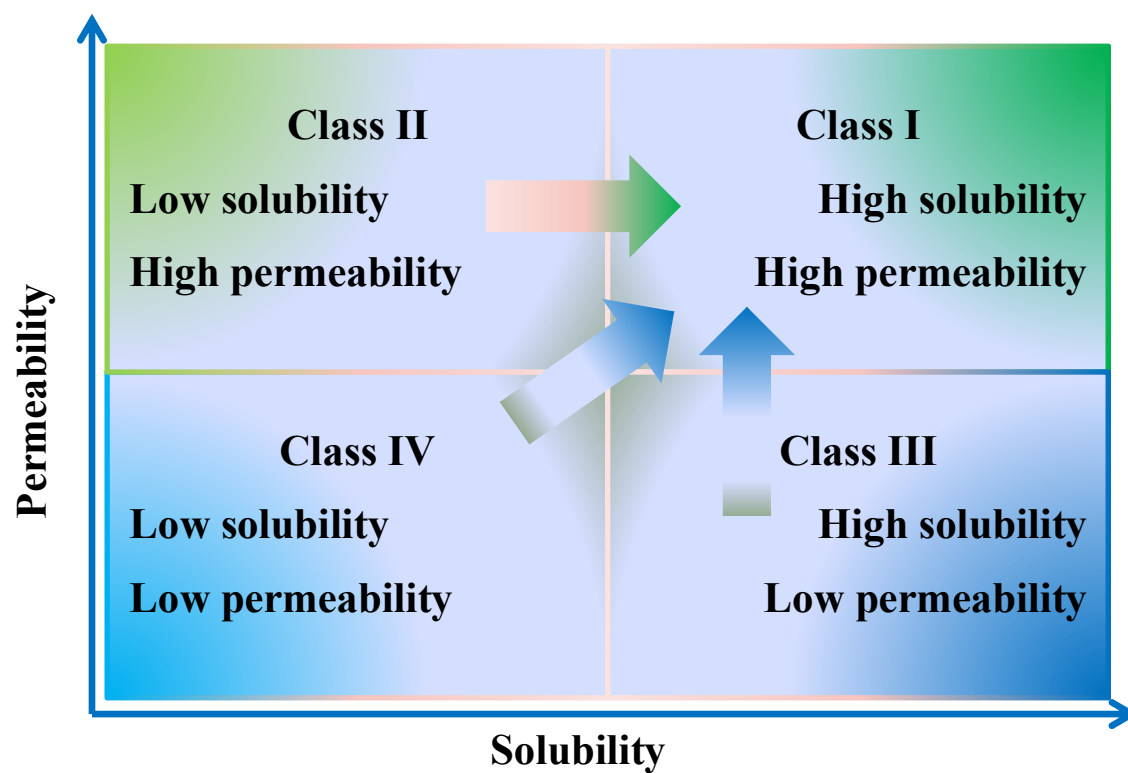 Permeability
Class II
Low solubility
High permeability
Class I
High solubility
High permeability
Class IV
Low solubility
Low permeability
Class III
High solubility
Low permeability
Solubility